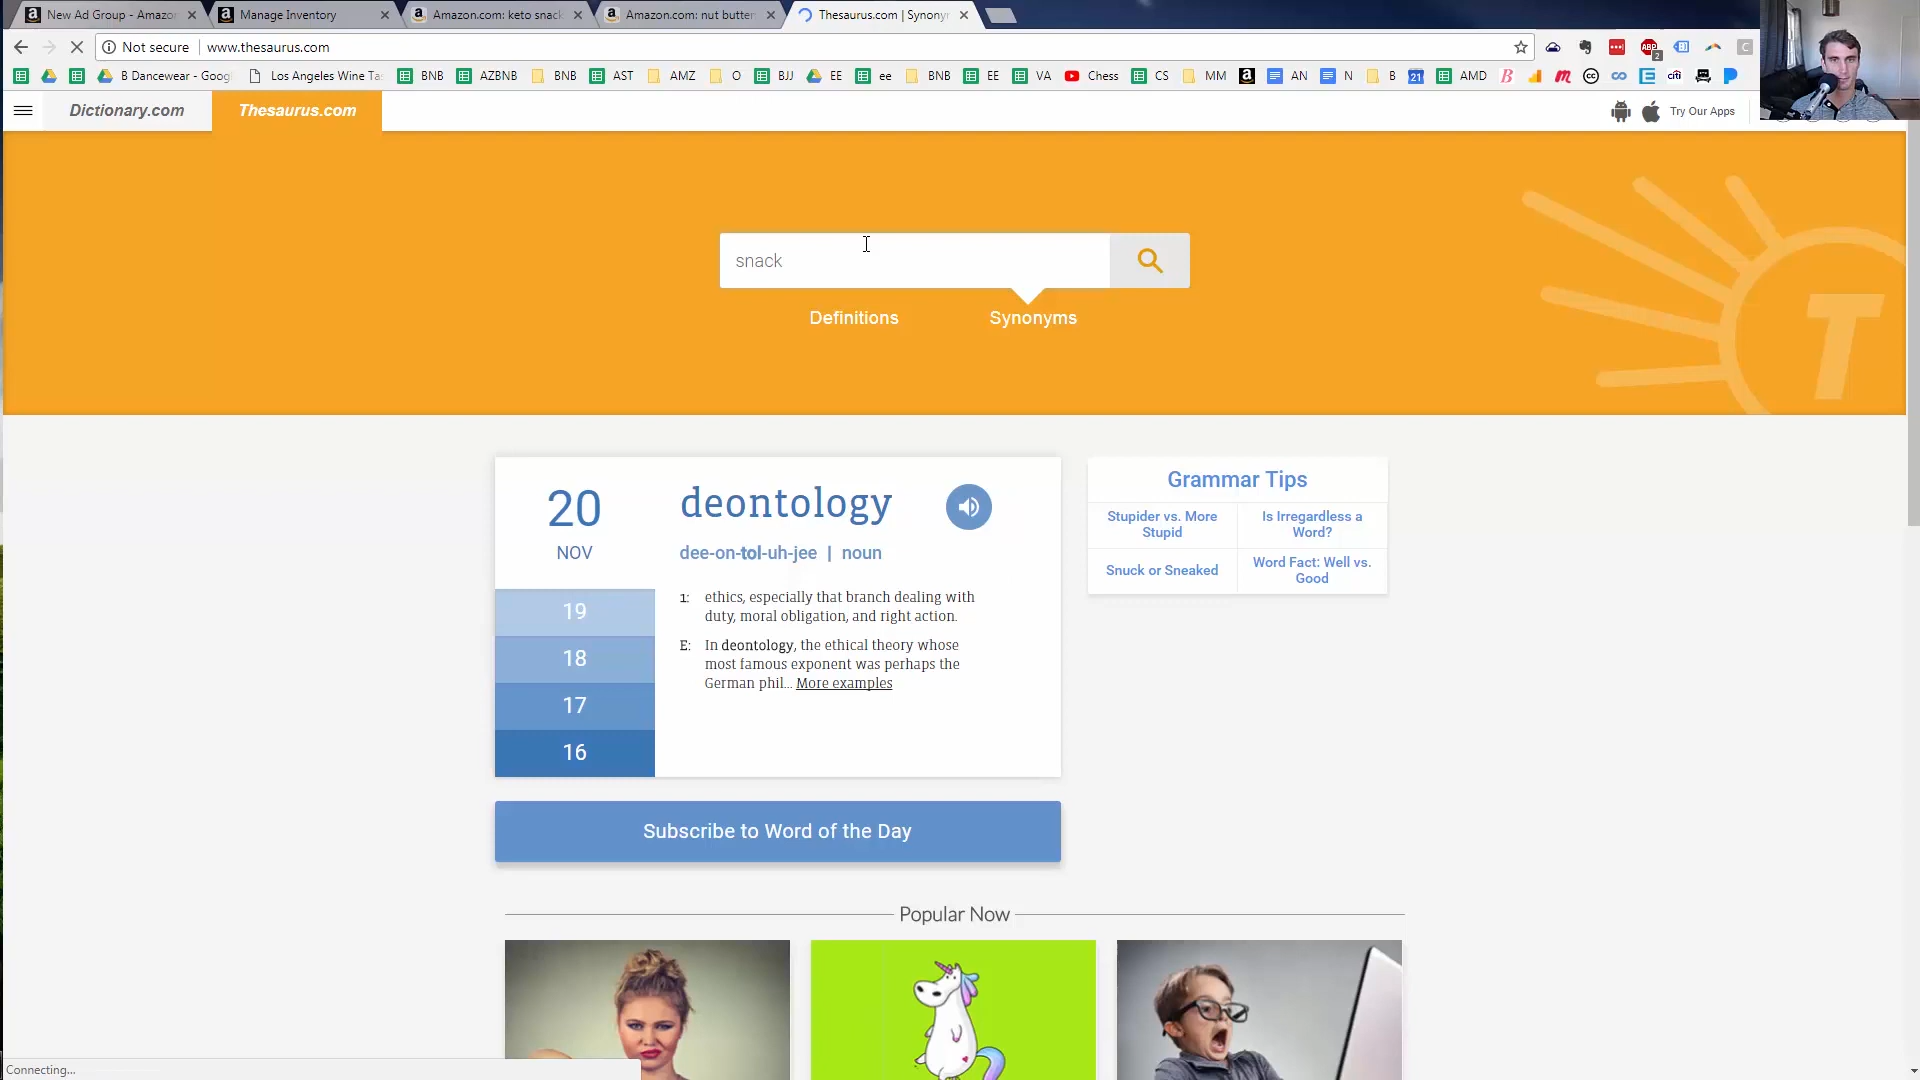 New Ad Group - Amazon
Manage Inventory
Amazon.com: keto snack
Amazon.com: nut butter
Thesaurus.com | Synonyr
Not secure
www.thesaurus.com
B Dancewear - Goog
Los Angeles Wine Ta
BNB
AZBNB
BNB
AST
AMZ
O
BJJ
EE
ee
BNB
EE
VA
Chess
CS
MM
AN
N
B
AMD
Dictionary.com
Thesaurus.com
Try Our Apps
snack
Definitions
Synonyms
T
20
NOV
19
18
17
16
deontology
dee-on-tol-uh-jee | noun
1: ethics, especially that branch dealing with
duty, moral obligation, and right action.
E: In deontology, the ethical theory whose
most famous exponent was perhaps the
German phil... More examples
Grammar Tips
Stupider vs. More
Stupid
Is Irregardless a
Word?
Snuck or Sneaked
Word Fact: Well vs.
Good
Subscribe to Word of the Day
Popular Now
Connecting...